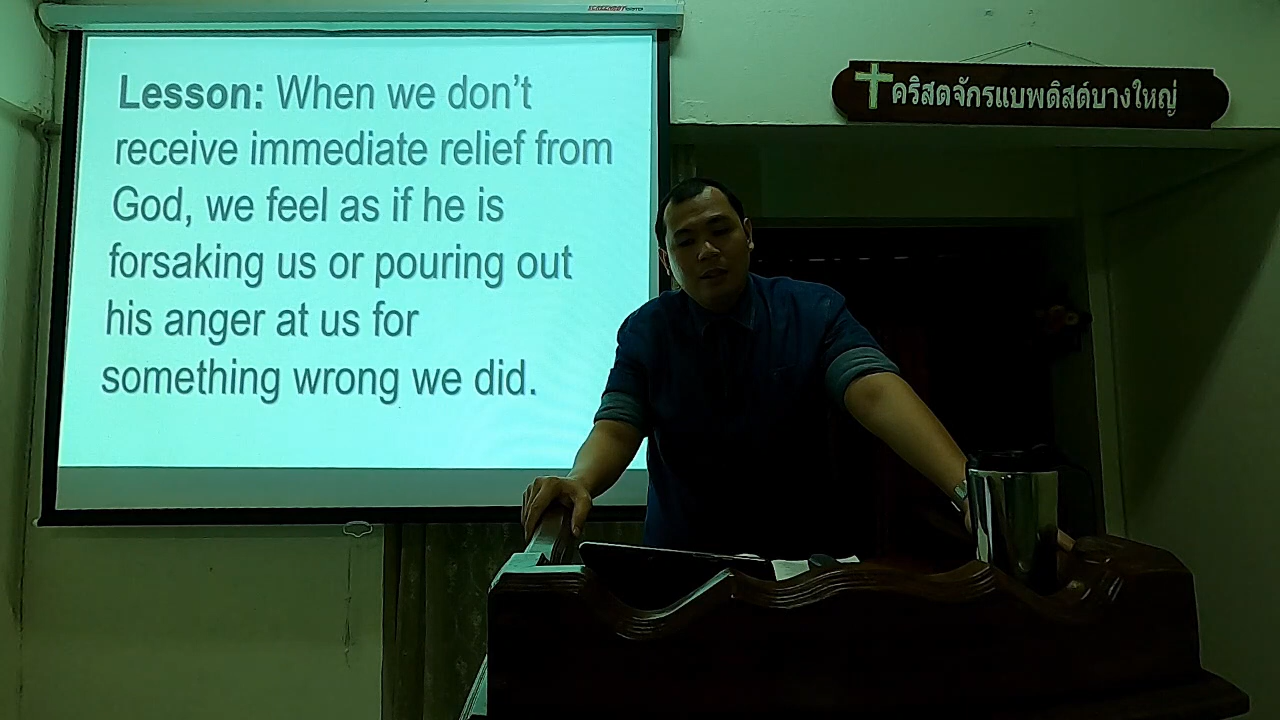 Lesson: When we don't
receive immediate relief from
God, we feel as if he is
forsaking us or pouring out
his anger at us for
something wrong we did.
คริสตจักรแบพติสต์บางใหญ่